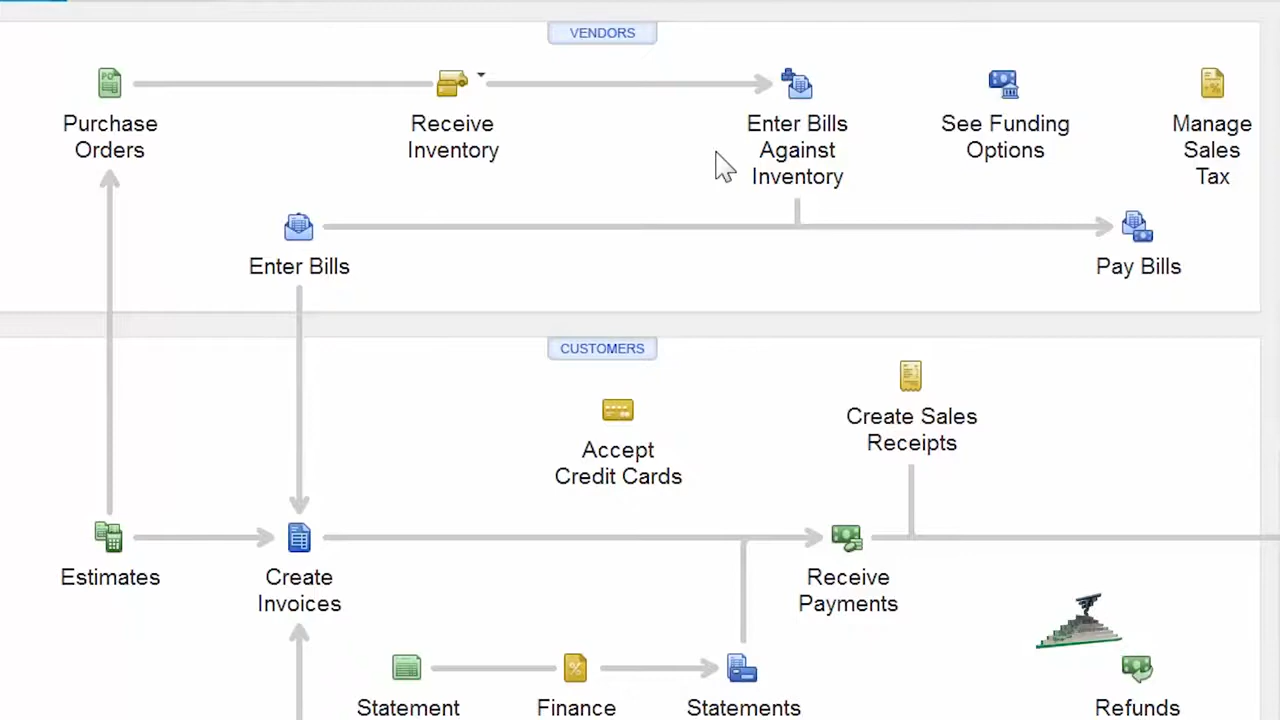 VENDORS
Purchase
Orders
Receive
Inventory
Enter Bills
Against
Inventory
See Funding
Options
Manage
Sales
Tax
Enter Bills
Pay Bills
CUSTOMERS
Accept
Credit Cards
Create Sales
Receipts
Estimates
Create
Invoices
Receive
Payments
Statement
Finance
Statements
Refunds